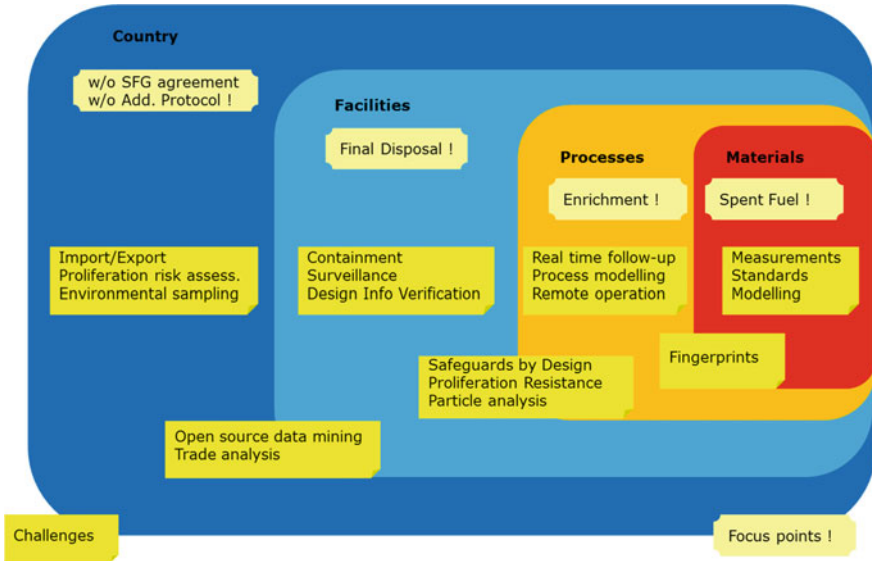 Country
w/o SFG agreement
w/o Add. Protocol !
Facilities
Final Disposal !
Processes
Enrichment !
Materials
Spent Fuel !
Import/Export
Proliferation risk assess.
Environmental sampling
Containment
Surveillance
Design Info Verification
Real time follow-up
Process modelling
Remote operation
Measurements
Standards
Modelling
Fingerprints
Safeguards by Design
Proliferation Resistance
Particle analysis
Open source data mining
Trade analysis
Challenges
Focus points !